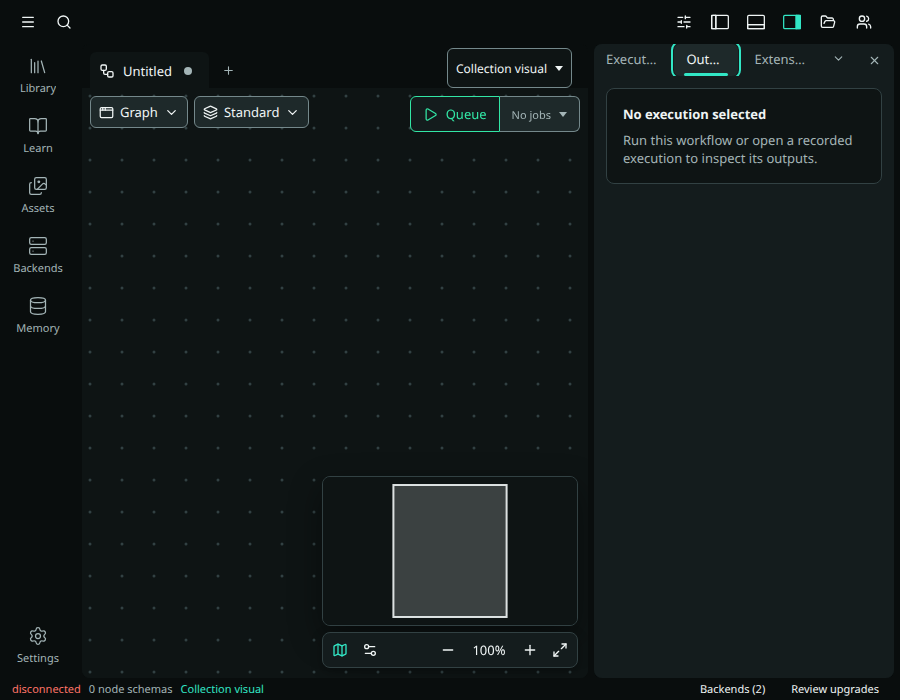 Library
Learn
Assets
Backends
Memory
Settings
Untitled
Collection visual
Graph
Standard
Queue
No jobs
100%
Execut...
Out...
Extens...
No execution selected
Run this workflow or open a recorded
execution to inspect its outputs.
disconnected 0 node schemas Collection visual
Backends (2) Review upgrades